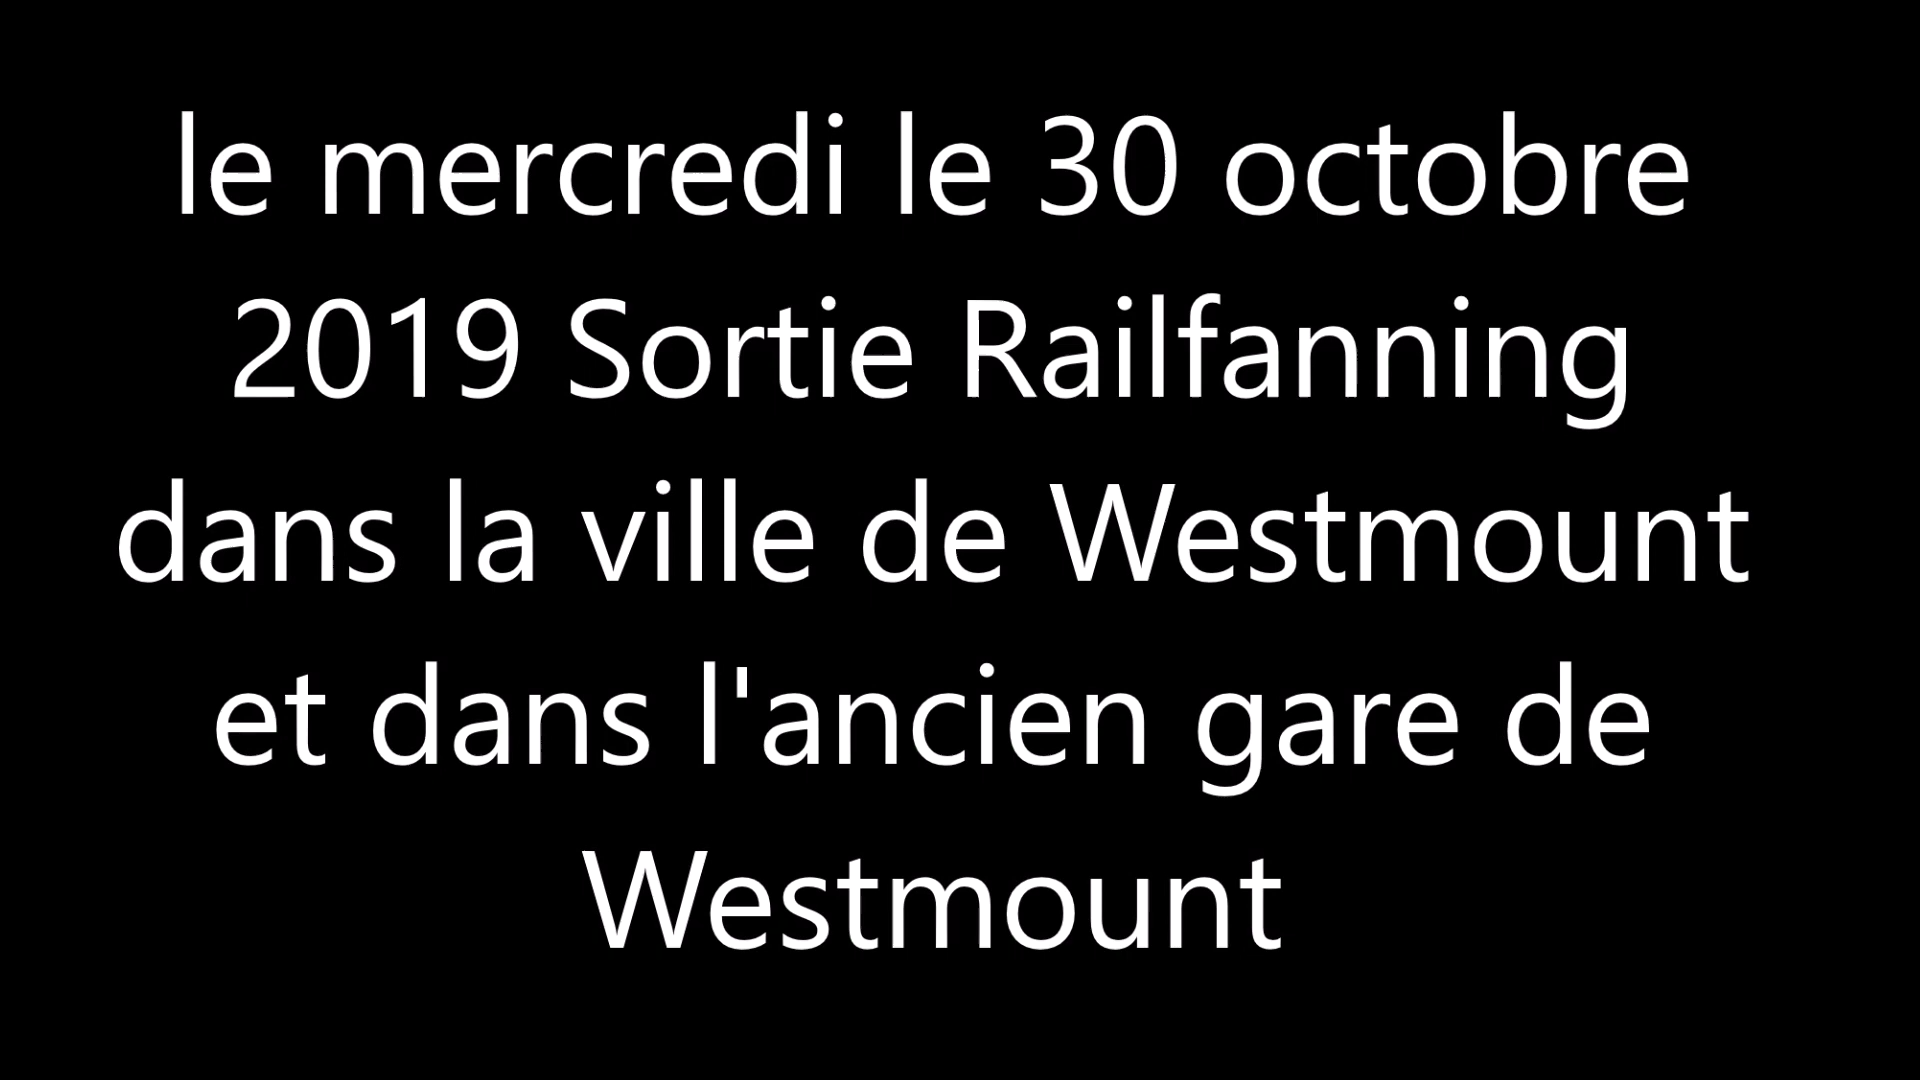 le mercredi le 30 octobre
2019 Sortie Railfanning
dans la ville de Westmount
et dans l'ancien gare de
Westmount